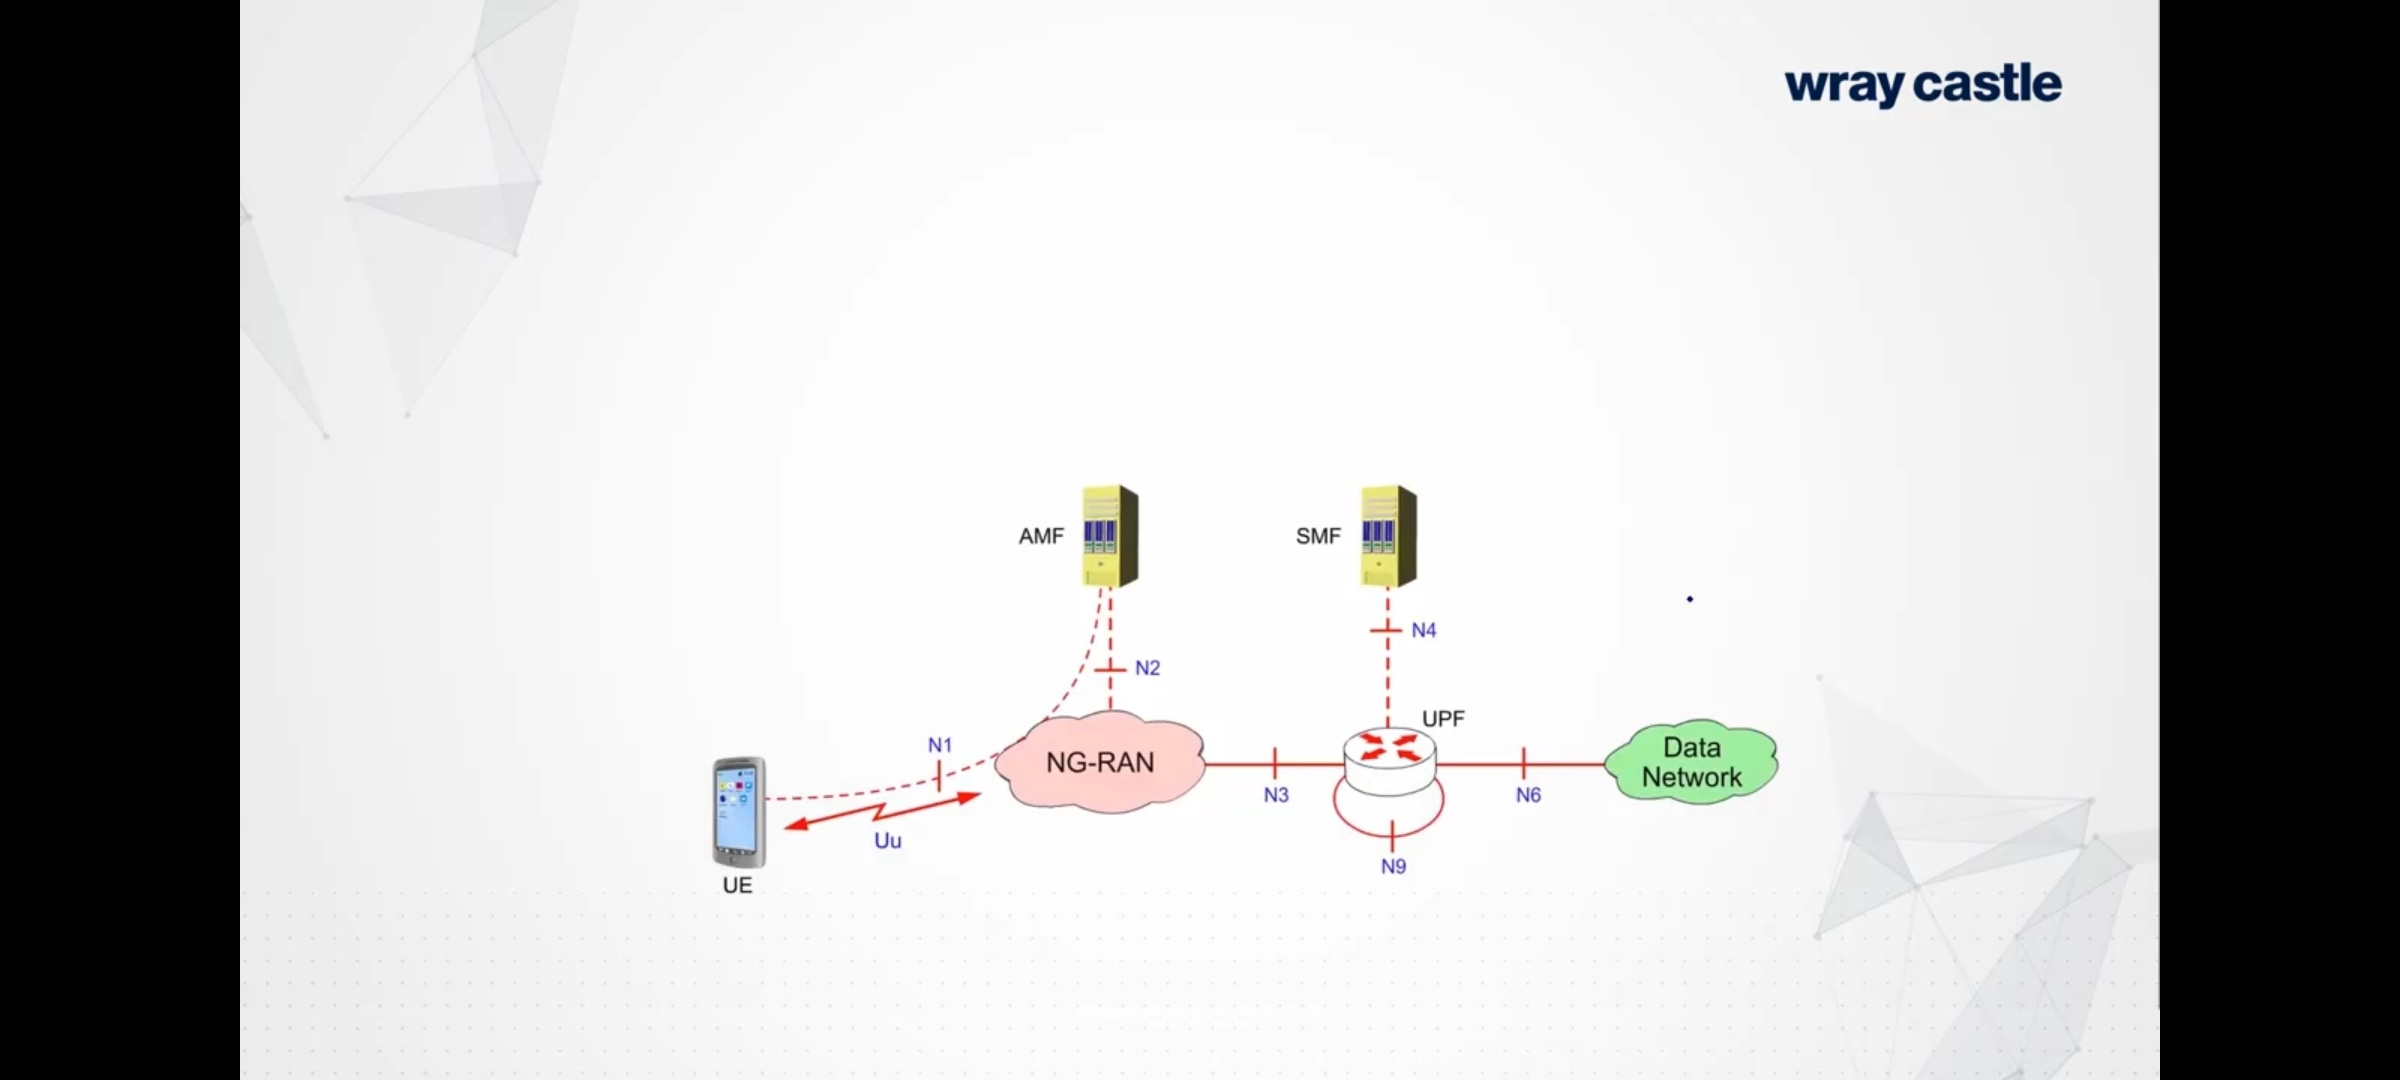 wray castle
AMF
SMF
N4
N2
UPF
N1
NG-RAN
Data
Network
N3
N6
Uu
N9
UE